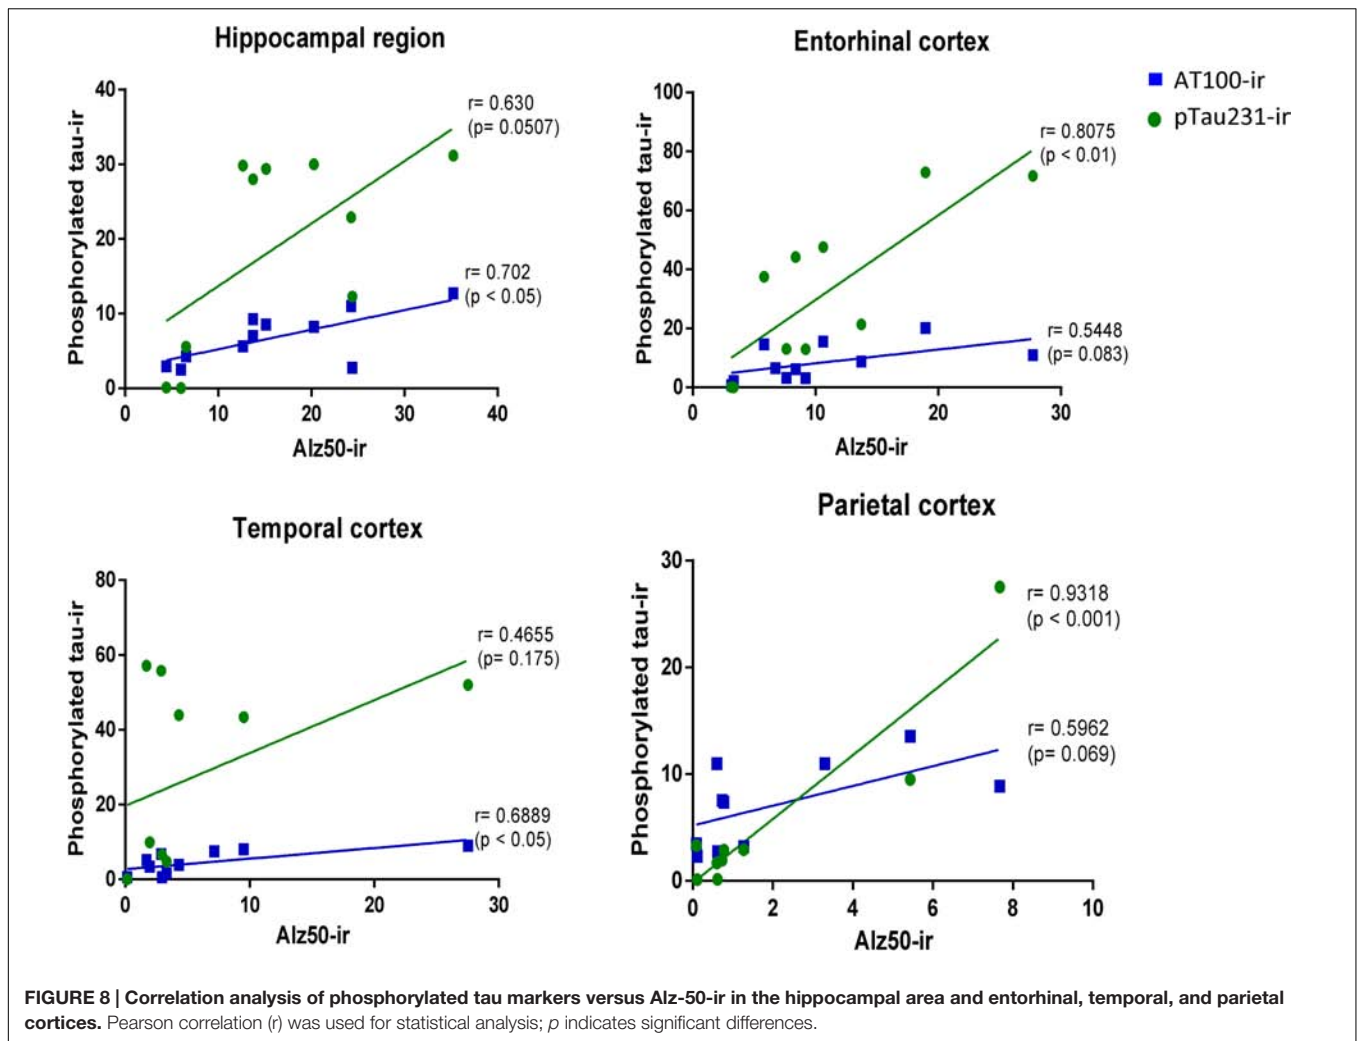 Hippocampal region
40
30
20
10
0
Phosphorylated tau-ir
0 10 20 30 40
Alz50-ir
r= 0.630
(p= 0.0507)
r= 0.702
(p < 0.05)
Entorhinal cortex
100
80
60
40
20
0
Phosphorylated tau-ir
0 10 20 30
Alz50-ir
r= 0.8075
(p < 0.01)
r= 0.5448
(p= 0.083)
AT100-ir
pTau231-ir
Temporal cortex
80
60
40
20
0
Phosphorylated tau-ir
0 10 20 30
Alz50-ir
r= 0.4655
(p= 0.175)
r= 0.6889
(p < 0.05)
Parietal cortex
30
20
10
0
Phosphorylated tau-ir
0 2 4 6 8 10
Alz50-ir
r= 0.9318
(p < 0.001)
r= 0.5962
(p= 0.069)
FIGURE 8 | Correlation analysis of phosphorylated tau markers versus Alz-50-ir in the hippocampal area and entorhinal, temporal, and parietal
cortices. Pearson correlation (r) was used for statistical analysis; p indicates significant differences.